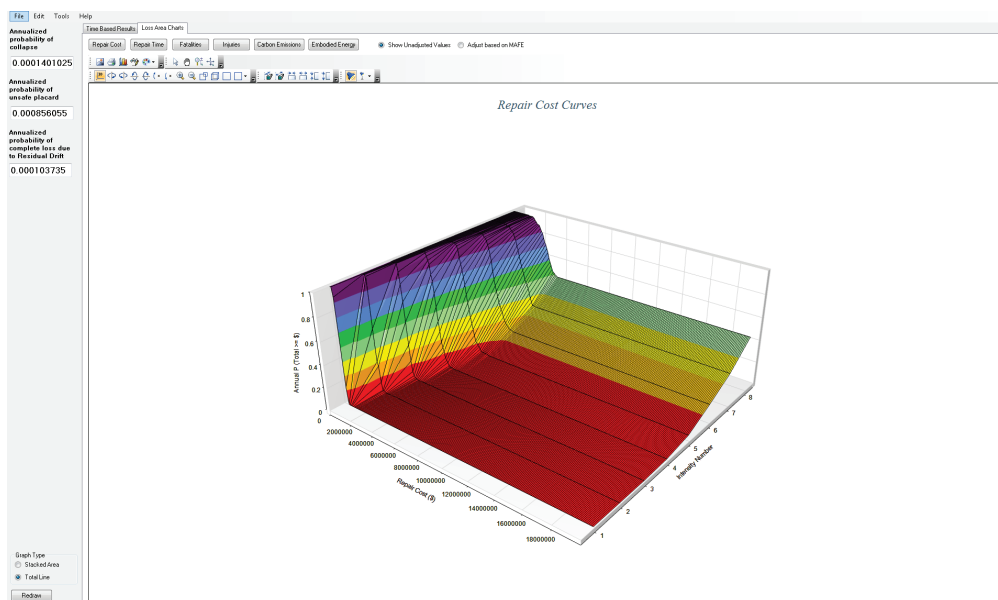 File Edit Tools Help
Annualized
probability of
collapse
0.0001401025
Annualized
probability of
unsafe placard
0.000856055
Annualized
probability of
complete loss due
to Residual Drift
0.000103735
Graph Type
Stacked Area
Total Line
Redraw
Time Based Results Loss Area Charts
Repair Cost Repair Time Fatalities Injuries Carbon Emissions Embodied Energy Show Unadjusted Values Adjust based on MAFE
Repair Cost Curves
Annual P (Total >= $)
1
0.8
0.6
0.4
0.2
0
0
2000000
4000000
6000000
8000000
10000000
12000000
14000000
16000000
18000000
Repair Cost ($)
1
2
3
4
5
6
7
8
Intensity Number